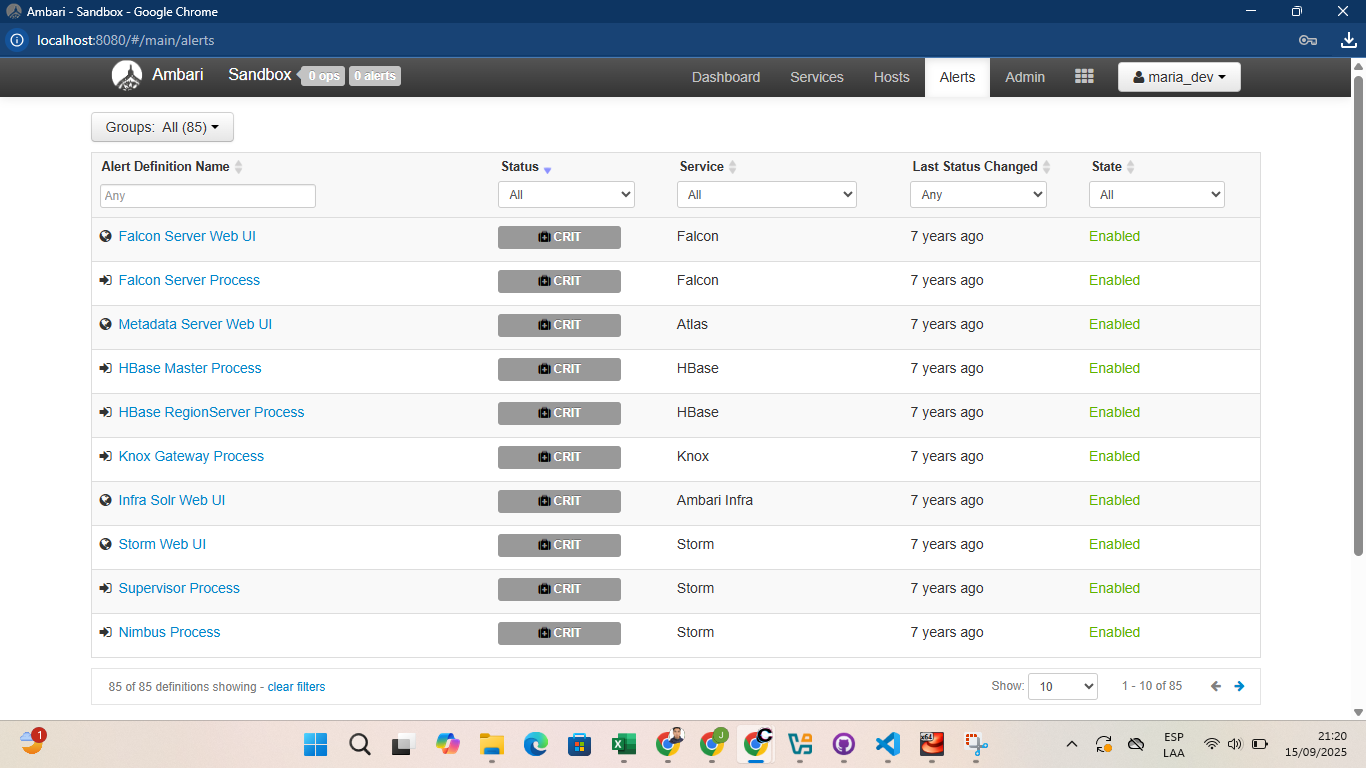 Ambari - Sandbox - Google Chrome
localhost:8080/#/main/alerts
Ambari Sandbox 0 ops 0 alerts Dashboard Services Hosts Alerts Admin maria_dev
Groups: All (85)
Alert Definition Name Status Service Last Status Changed State
Any All All Any All
Falcon Server Web UI CRIT Falcon 7 years ago Enabled
Falcon Server Process CRIT Falcon 7 years ago Enabled
Metadata Server Web UI CRIT Atlas 7 years ago Enabled
HBase Master Process CRIT HBase 7 years ago Enabled
HBase RegionServer Process CRIT HBase 7 years ago Enabled
Knox Gateway Process CRIT Knox 7 years ago Enabled
Infra Solr Web UI CRIT Ambari Infra 7 years ago Enabled
Storm Web UI CRIT Storm 7 years ago Enabled
Supervisor Process CRIT Storm 7 years ago Enabled
Nimbus Process CRIT Storm 7 years ago Enabled
85 of 85 definitions showing - clear filters Show: 10 1 - 10 of 85
1 J C x64 ESP 21:20
LAA 15/09/2025